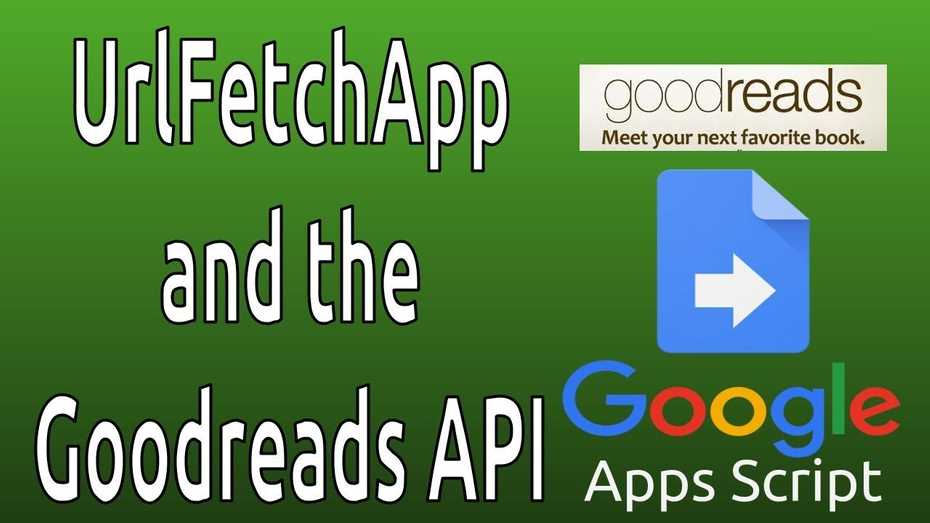 UrlFetchApp
and the
Goodreads API
goodreads
Meet your next favorite book.
Google
Apps Script